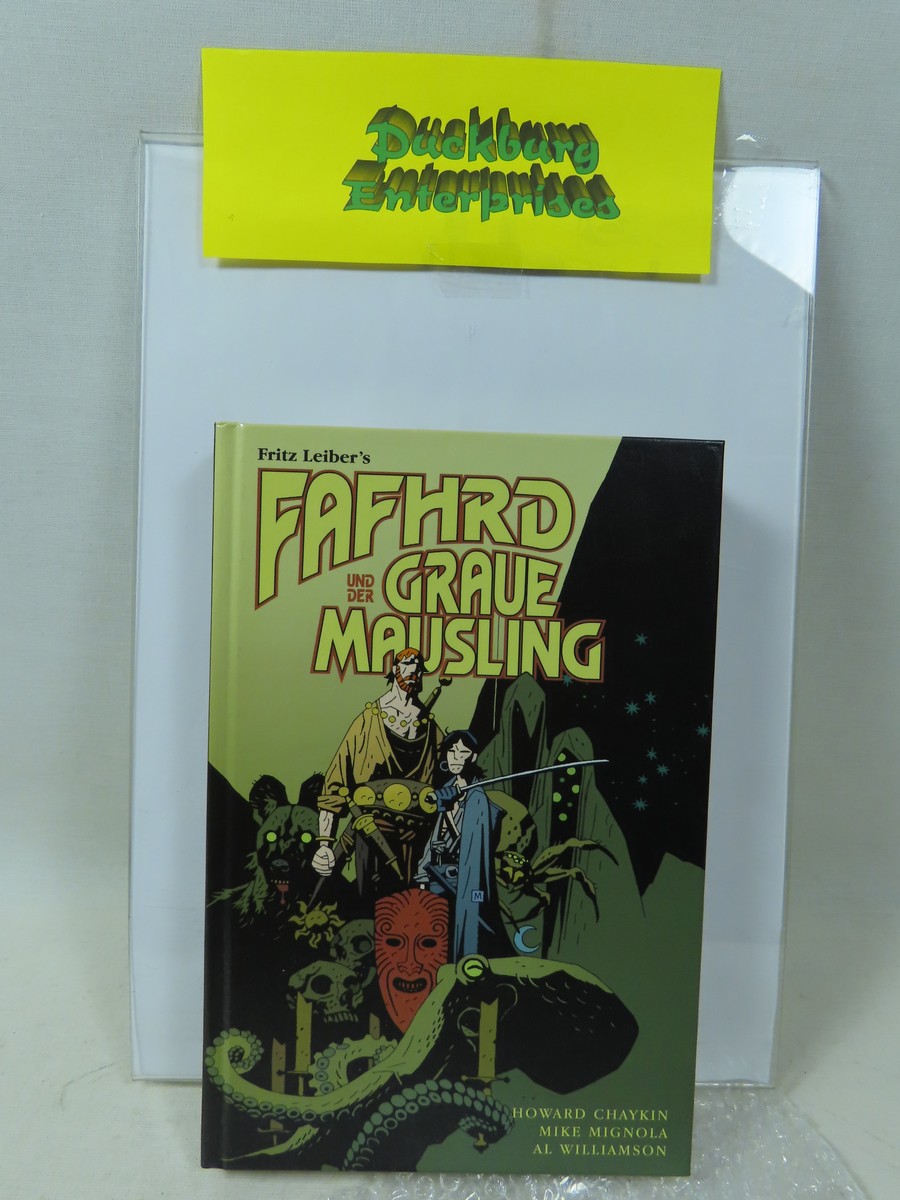 Duckburg
Enterprises
Fritz Leiber's
FAFHRD
UND DER GRAUE
MAUSLING
M
HOWARD CHAYKIN
MIKE MIGNOLA
AL WILLIAMSON